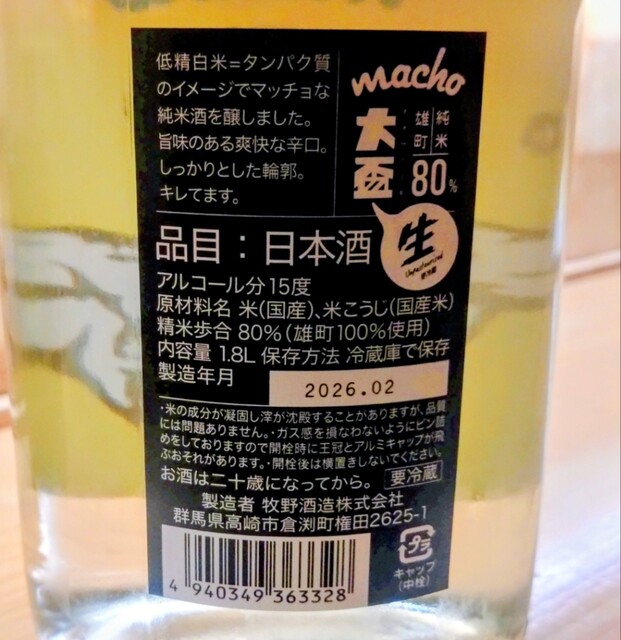 低精白米=タンパク質
のイメージでマッチョな
純米酒を醸しました。
旨味のある爽快な辛口。
しっかりとした輪郭。
キレてます。
macho
大盃
純米
雄町
80%
生
Unpasteurized
要冷蔵
品目：日本酒
アルコール分15度
原材料名 米(国産)、米こうじ(国産米)
精米歩合 80%(雄町100%使用)
内容量 1.8L 保存方法 冷蔵庫で保存
製造年月 2026.02
・米の成分が凝固し滓が沈殿することがありますが、品質
には問題ありません。・ガス感を損なわないようにビン詰
めをしておりますので開栓時に王冠とアルミキャップが飛
ぶおそれがあります。・開栓後は横置きしないでください。
お酒は二十歳になってから。 要冷蔵
製造者 牧野酒造株式会社
群馬県高崎市倉渕町権田2625-1
4 940349 363328
プラ
キャップ
(中栓)